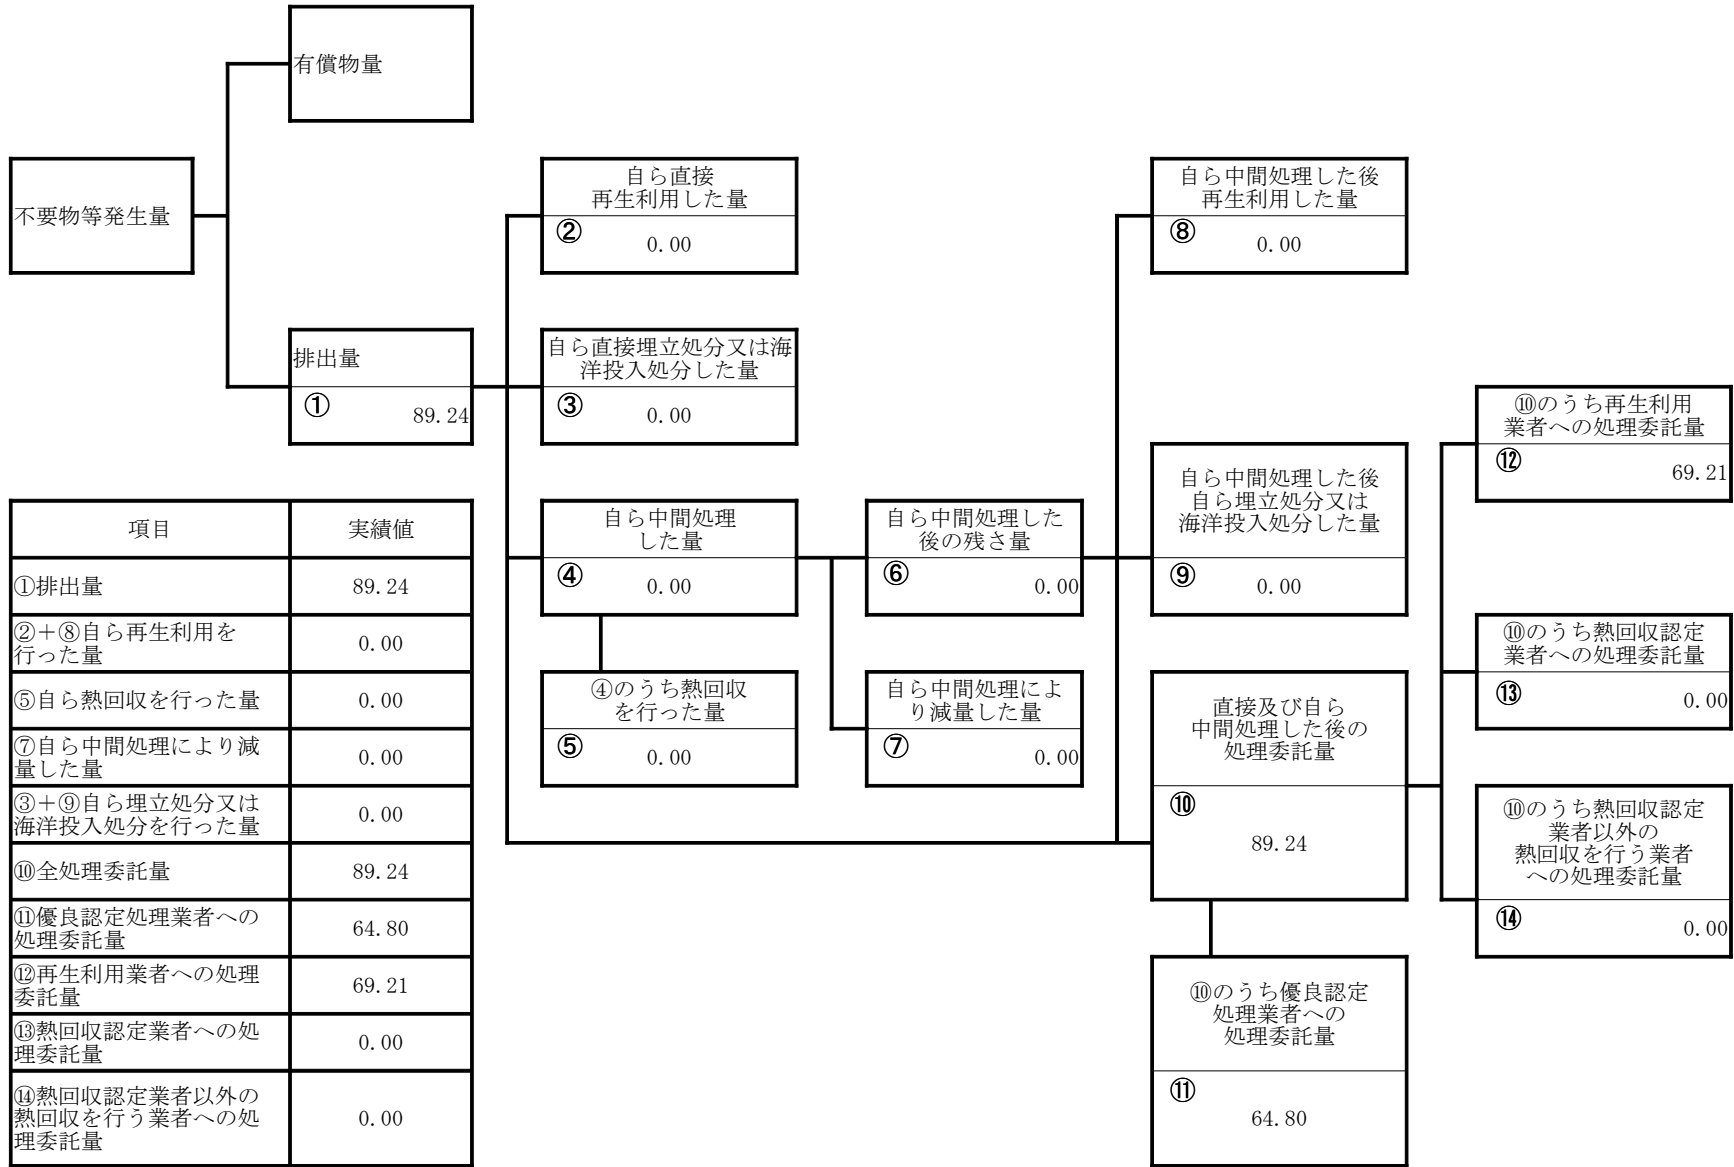 有償物量
不要物等発生量
自ら直接
再生利用した量
②
0.00
自ら中間処理した後
再生利用した量
⑧
0.00
排出量
①
89.24
自ら直接埋立処分又は海
洋投入処分した量
③
0.00
⑩のうち再生利用
業者への処理委託量
⑫
69.21
自ら中間処理
した量
④
0.00
自ら中間処理した
後の残さ量
⑥
0.00
自ら中間処理した後
自ら埋立処分又は
海洋投入処分した量
⑨
0.00
⑩のうち熱回収認定
業者への処理委託量
⑬
0.00
④のうち熱回収
を行った量
⑤
0.00
自ら中間処理によ
り減量した量
⑦
0.00
直接及び自ら
中間処理した後の
処理委託量
⑩
89.24
⑩のうち熱回収認定
業者以外の
熱回収を行う業者
への処理委託量
⑭
0.00
⑩のうち優良認定
処理業者への
処理委託量
⑪
64.80
項目 実績値
①排出量 89.24
②＋⑧自ら再生利用を
行った量 0.00
⑤自ら熱回収を行った量 0.00
⑦自ら中間処理により減
量した量 0.00
③＋⑨自ら埋立処分又は
海洋投入処分を行った量 0.00
⑩全処理委託量 89.24
⑪優良認定処理業者への
処理委託量 64.80
⑫再生利用業者への処理
委託量 69.21
⑬熱回収認定業者への処
理委託量 0.00
⑭熱回収認定業者以外の
熱回収を行う業者への処
理委託量 0.00